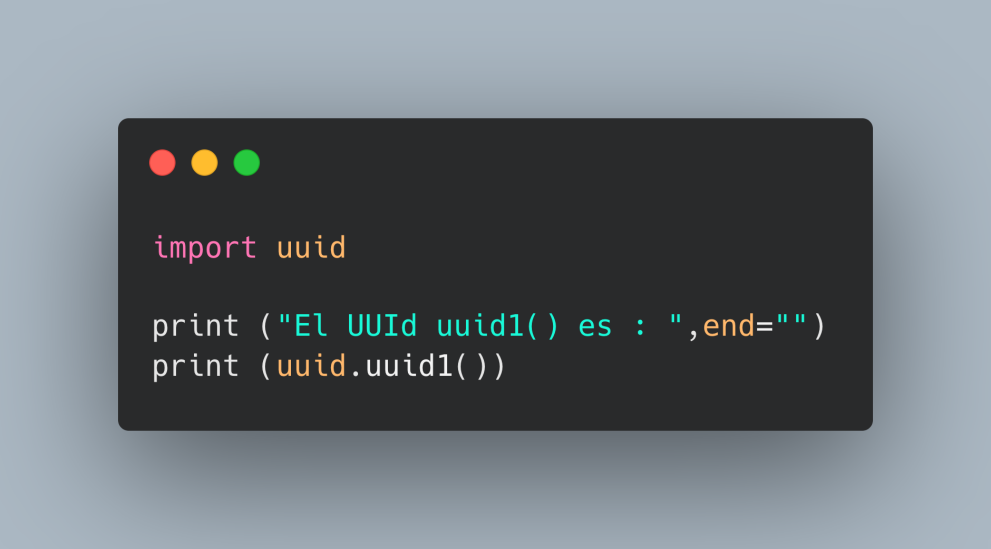 import uuid
print ("El UUId uuid1() es : ",end="")
print (uuid.uuid1())